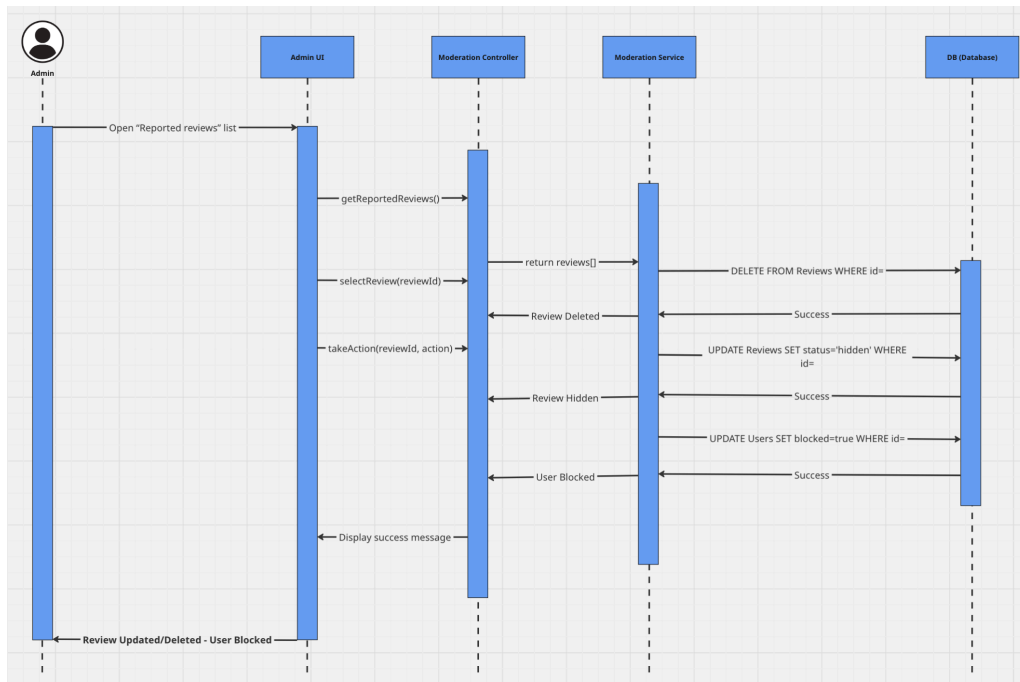 Admin
Admin UI
Moderation Controller
Moderation Service
DB (Database)
Open “Reported reviews” list
getReportedReviews()
return reviews[]
DELETE FROM Reviews WHERE id=
selectReview(reviewId)
Review Deleted
Success
takeAction(reviewId, action)
UPDATE Reviews SET status='hidden' WHERE
id=
Review Hidden
Success
UPDATE Users SET blocked=true WHERE id=
User Blocked
Success
Display success message
Review Updated/Deleted - User Blocked